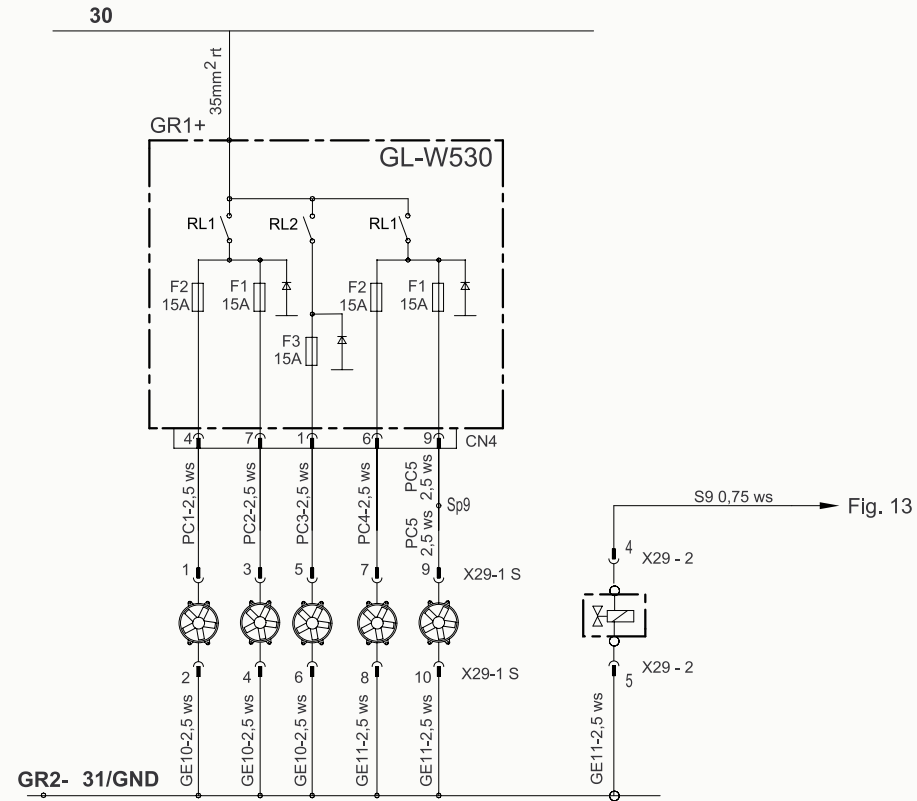 30
35mm² rt
GR1+
GL-W530
RL1 RL2 RL1
F2 15A
F1 15A
F2 15A
F1 15A
F3 15A
4 7 1 6 9 CN4
PC1-2,5 ws
PC2-2,5 ws
PC3-2,5 ws
PC4-2,5 ws
PC5 2,5 ws
Sp9
PC5 2,5 ws
S9 0,75 ws
Fig. 13
1 3 5 7 9 X29-1 S
4 X29 - 2
2 4 6 8 10 X29-1 S
5 X29 - 2
GE10-2,5 ws
GE10-2,5 ws
GE10-2,5 ws
GE11-2,5 ws
GE11-2,5 ws
GE11-2,5 ws
GR2- 31/GND